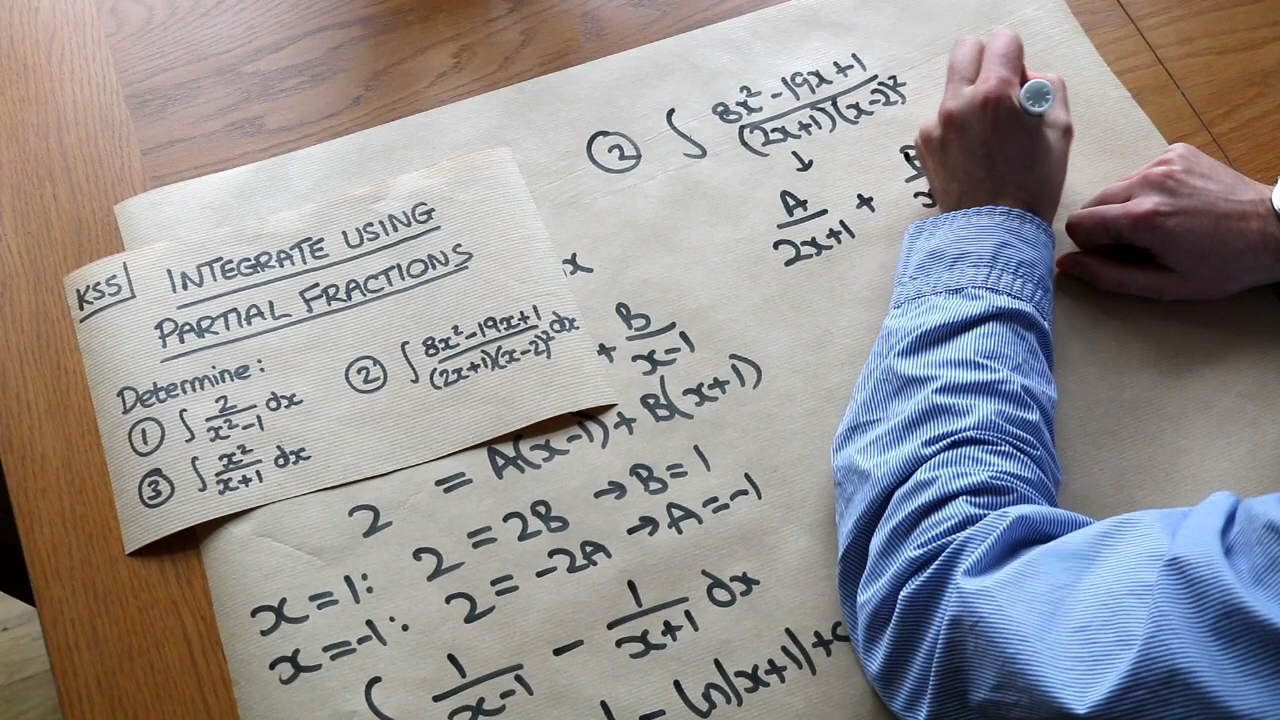 KS5 INTEGRATE USING
PARTIAL FRACTIONS
Determine:
① ∫ 2/(x²-1) dx
② ∫ (8x²-19x+1)/((2x+1)(x-2)²) dx
③ ∫ x²/(x+1) dx
② ∫ (8x²-19x+1)/((2x+1)(x-2)²)
↓
A/(2x+1) +
x
+ B/(x-1)
2 = A(x-1) + B(x+1)
x=1: 2 = 2B → B=1
x=-1: 2 = -2A → A=-1
∫ 1/(x-1) - 1/(x+1) dx
- ln|x+1| + c